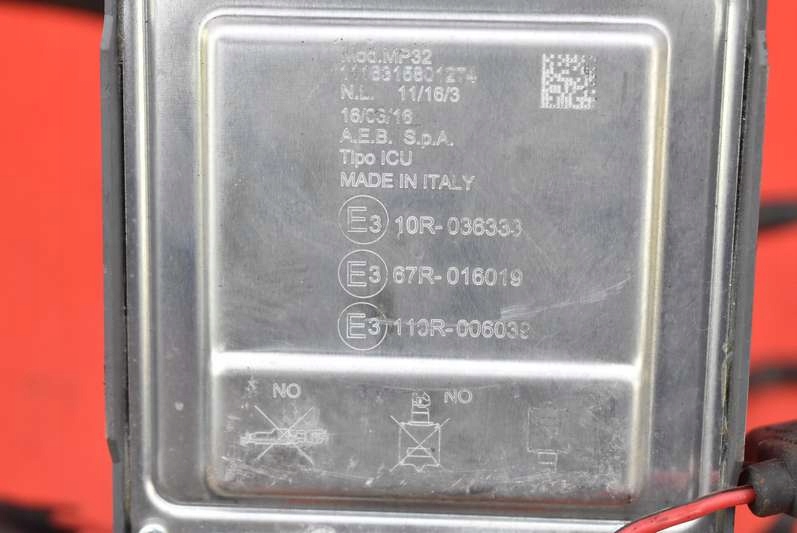 Mod.MP32
1116315801274
N.L. 11/16/3
16/03/16
A.E.B. S.p.A.
Tipo ICU
MADE IN ITALY
E3 10R-036333
E3 67R-016019
E3 110R-006039
NO
NO